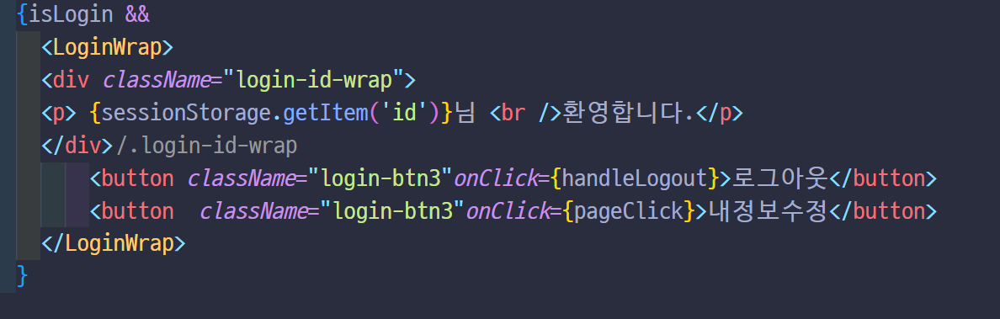 {isLogin &&
<LoginWrap>
<div className="login-id-wrap">
<p> {sessionStorage.getItem('id')}님 <br />환영합니다.</p>
</div>/.login-id-wrap
<button className="login-btn3"onClick={handleLogout}>로그아웃</button>
<button  className="login-btn3"onClick={pageClick}>내정보수정</button>
</LoginWrap>
}